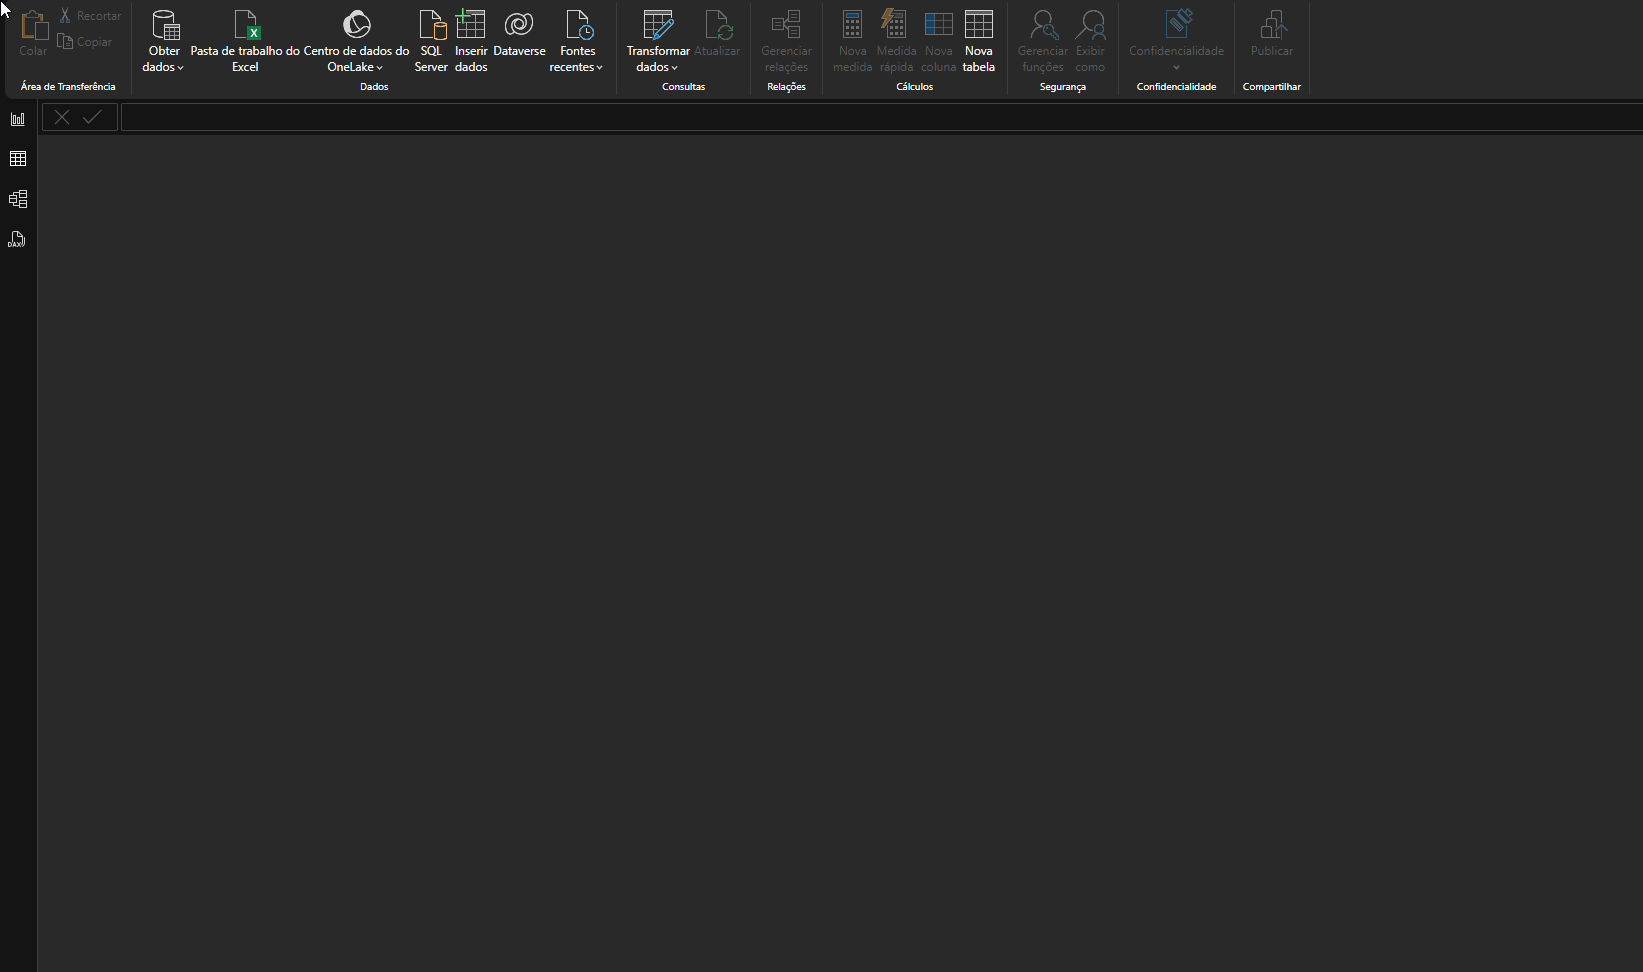 Colar
Recortar
Copiar
Área de Transferência
Obter
dados
Pasta de trabalho do
Excel
Centro de dados do
OneLake
SQL
Server
Inserir
dados
Dataverse
Fontes
recentes
Dados
Transformar
dados
Atualizar
Consultas
Gerenciar
relações
Relações
Nova
medida
Medida
rápida
Nova
coluna
Nova
tabela
Cálculos
Gerenciar
funções
Exibir
como
Segurança
Confidencialidade
Confidencialidade
Publicar
Compartilhar
X
DAX